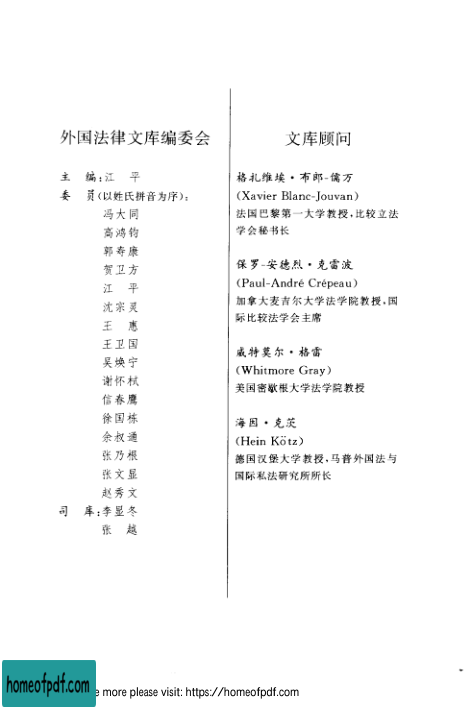 外国法律文库编委会
主 编:江 平
委 员(以姓氏拼音为序):
冯大同
高鸿钧
郭寿康
贺卫方
江 平
沈宗灵
王 惠
王卫国
吴焕宁
谢怀栻
信春鹰
徐国栋
余叔通
张乃根
张文显
赵秀文
司 库:李显冬
张 越
文库顾问
格扎维埃·布郎-儒万
(Xavier Blanc-Jouvan)
法国巴黎第一大学教授,比较立法
学会秘书长
保罗-安德烈·克雷波
(Paul-André Crépeau)
加拿大麦吉尔大学法学院教授,国
际比较法学会主席
威特莫尔·格雷
(Whitmore Gray)
美国密歇根大学法学院教授
海因·克茨
(Hein Kötz)
德国汉堡大学教授,马普外国法与
国际私法研究所所长
homeofpdf.com
e more please visit: https://homeofpdf.com